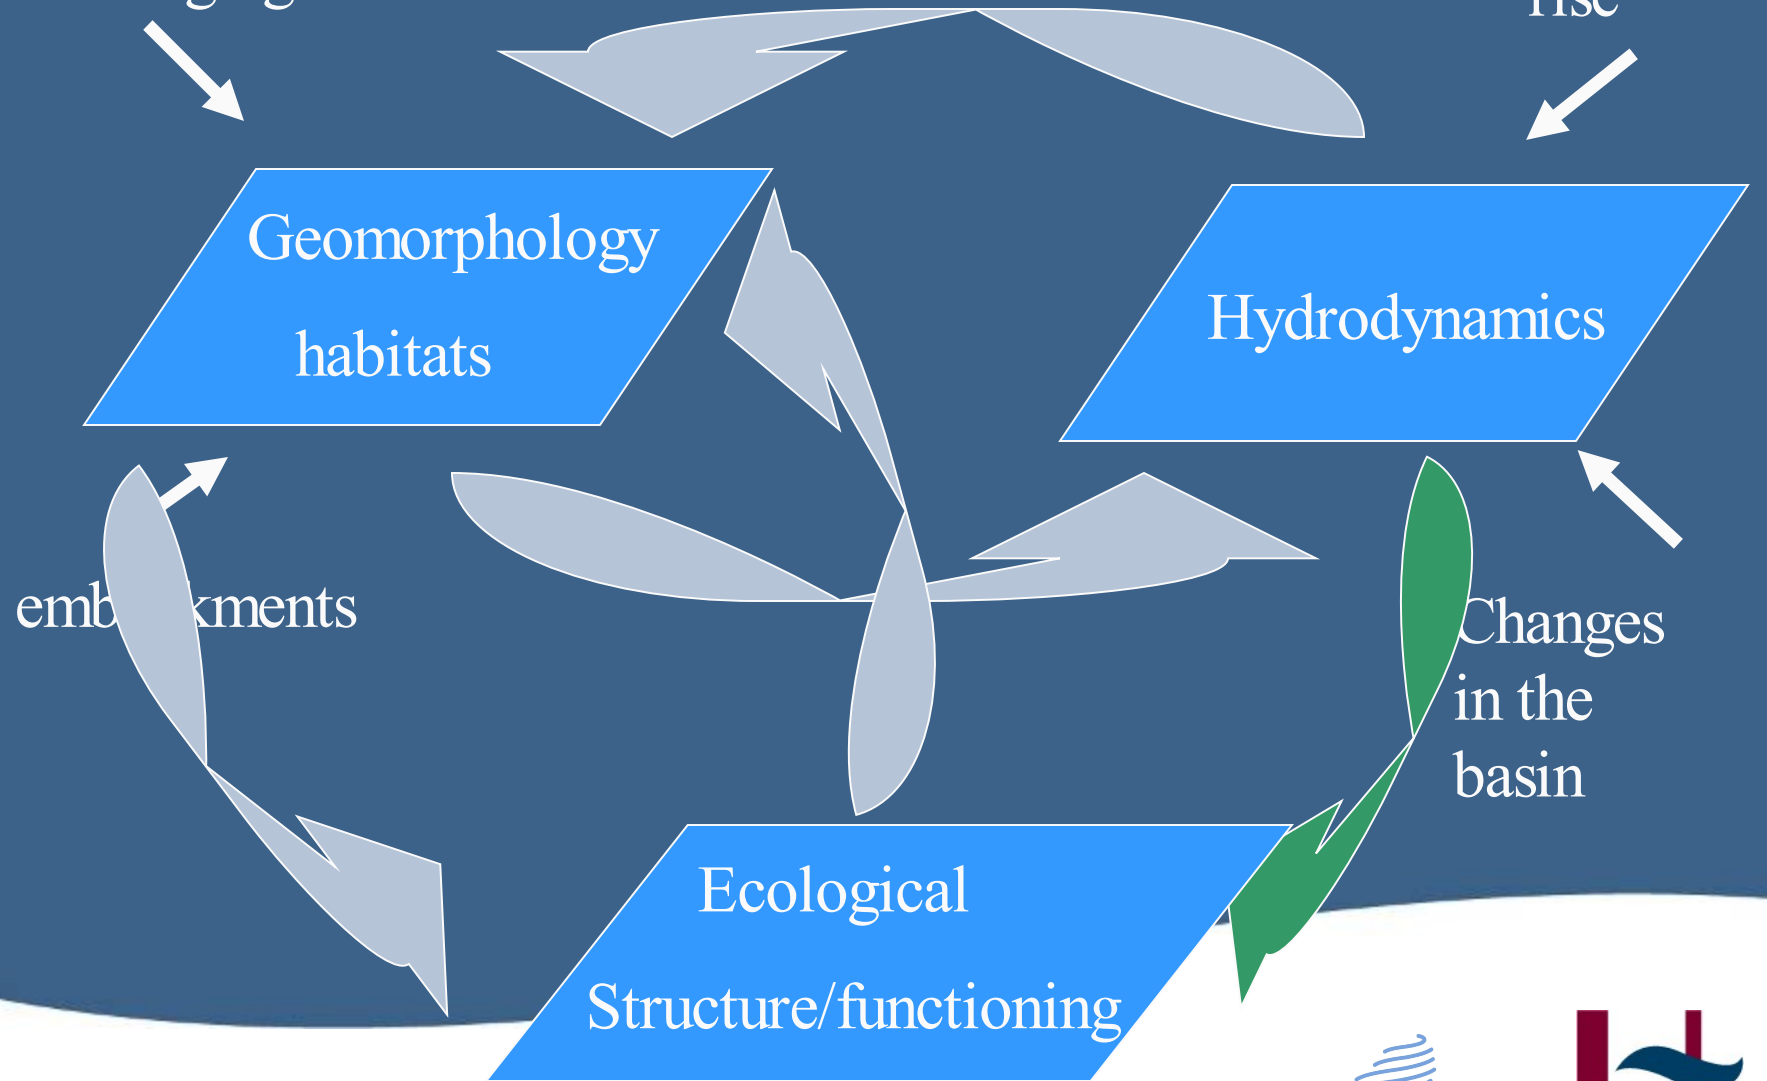 Geomorphology
habitats
Hydrodynamics
Changes
in the
basin
Ecological
Structure/functioning